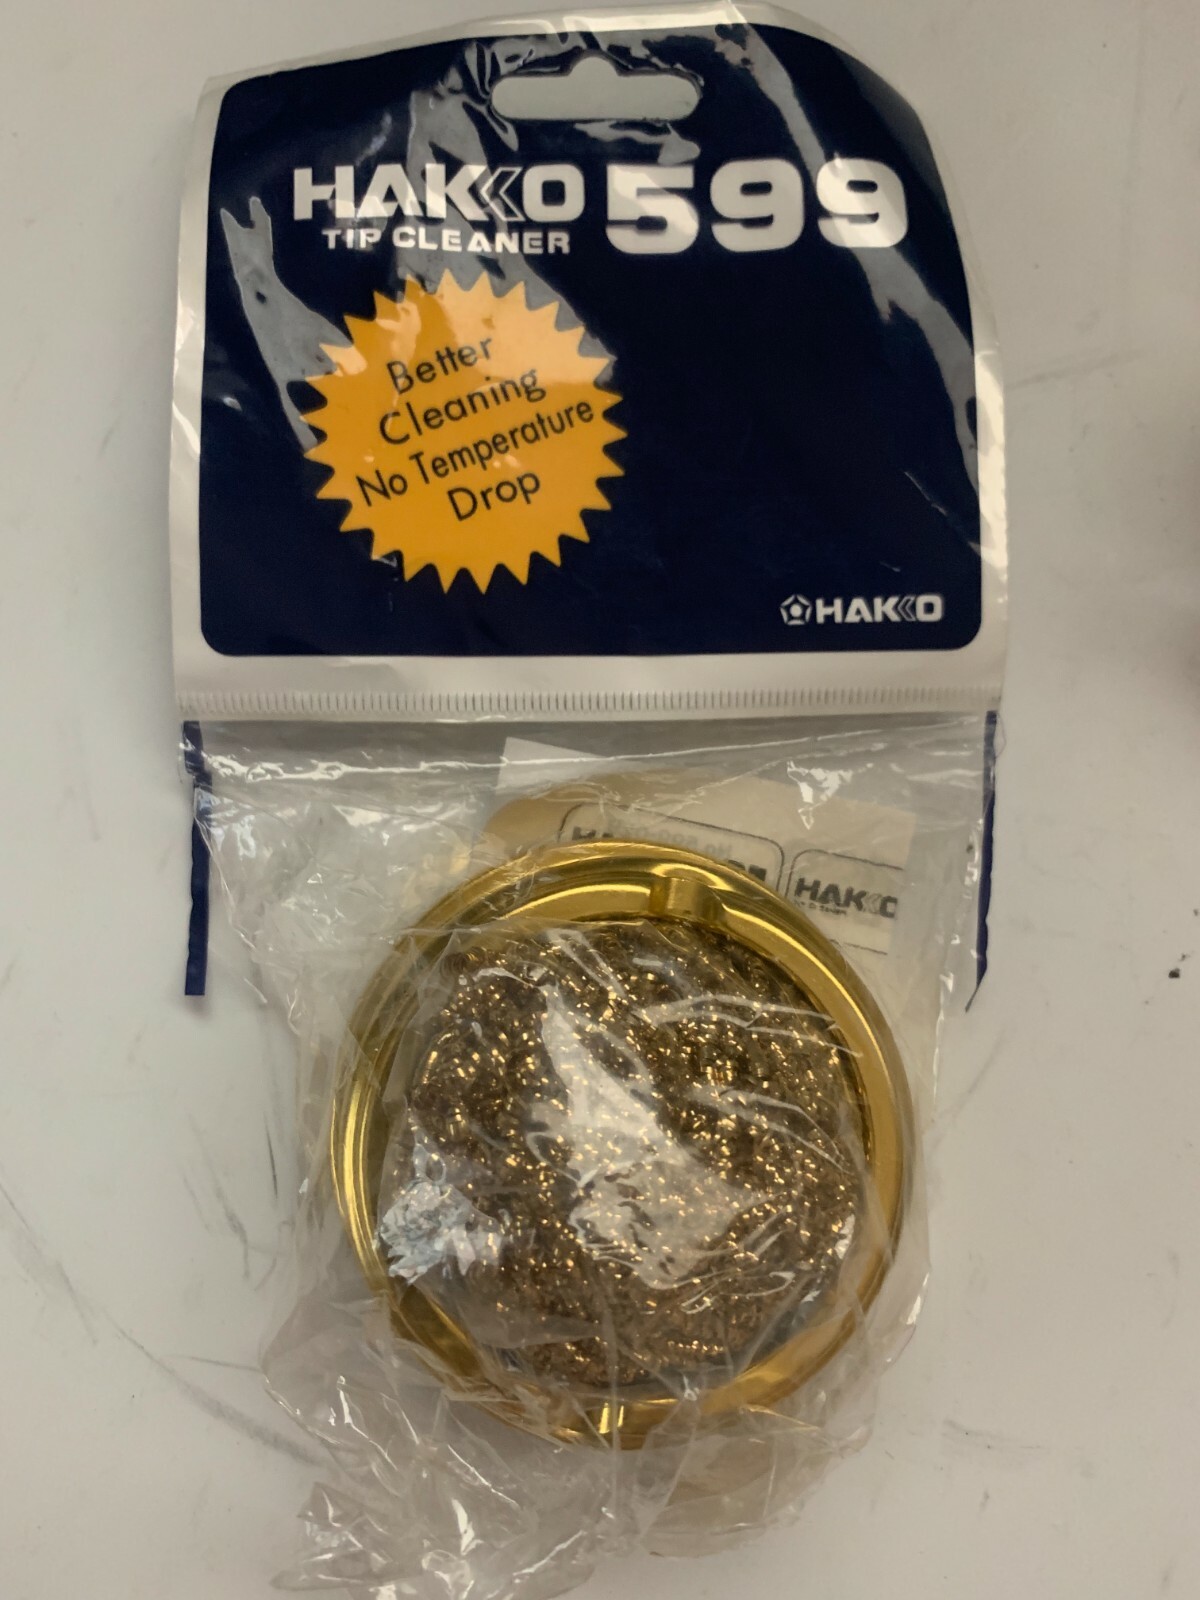 HAKKO 599
TIP CLEANER
Better
Cleaning
No Temperature
Drop
HAKKO
HAKKO